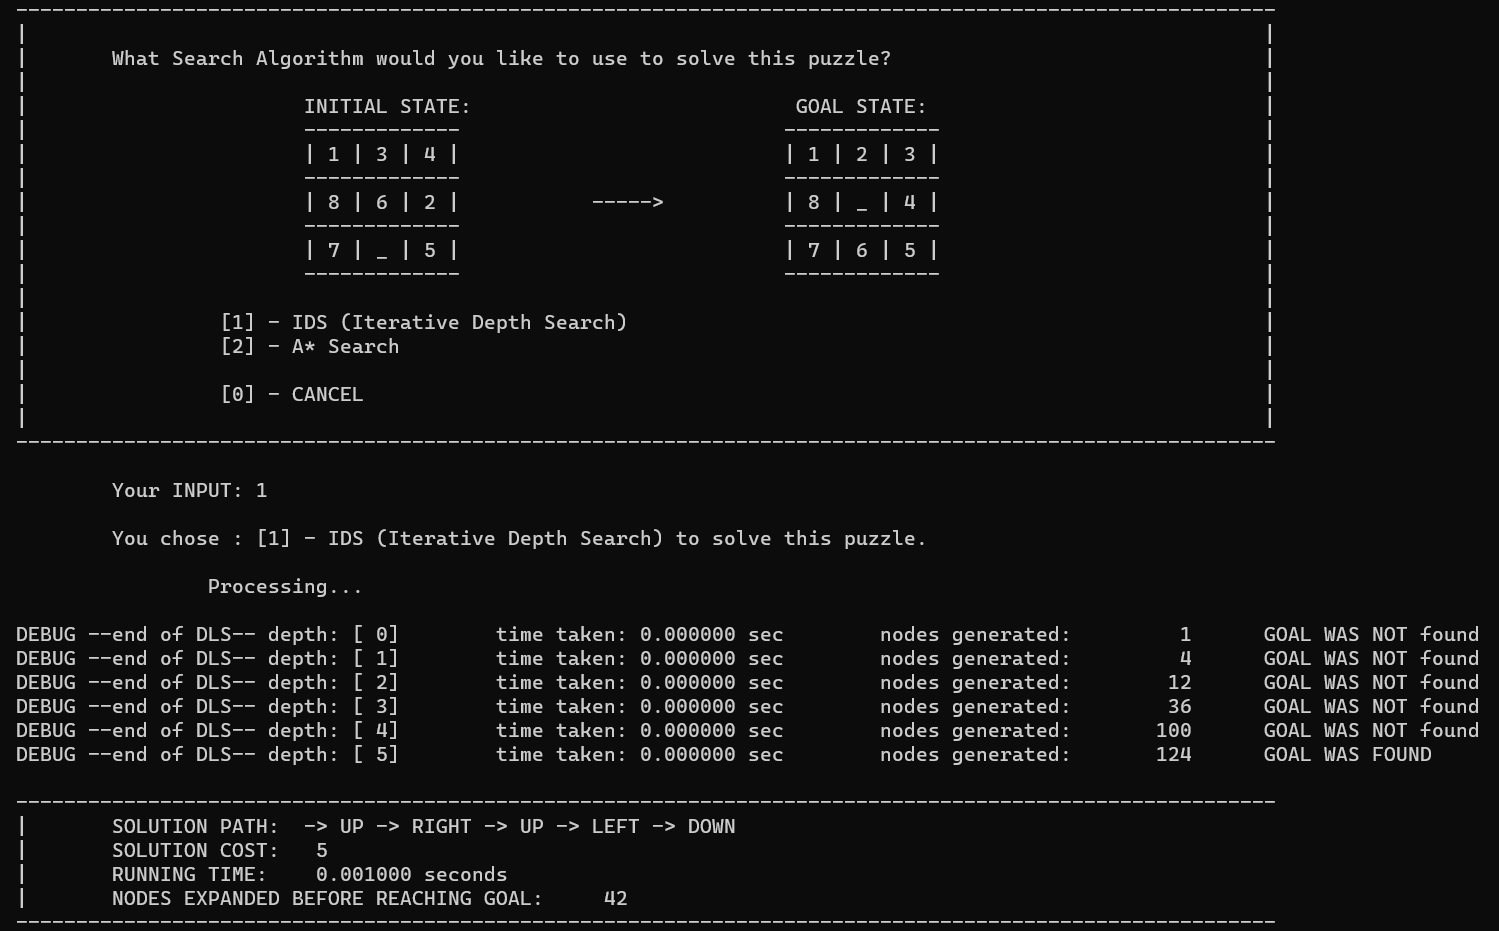 ---------------------------------------------------------------------------------------------------------
|                                                                                                       |
|       What Search Algorithm would you like to use to solve this puzzle?                               |
|                                                                                                       |
|                       INITIAL STATE:                           GOAL STATE:                            |
|                       -------------                           -------------                           |
|                       | 1 | 3 | 4 |                           | 1 | 2 | 3 |                           |
|                       -------------                           -------------                           |
|                       | 8 | 6 | 2 |           ----->          | 8 | _ | 4 |                           |
|                       -------------                           -------------                           |
|                       | 7 | _ | 5 |                           | 7 | 6 | 5 |                           |
|                       -------------                           -------------                           |
|                                                                                                       |
|                [1] - IDS (Iterative Depth Search)                                                     |
|                [2] - A* Search                                                                        |
|                                                                                                       |
|                [0] - CANCEL                                                                           |
|                                                                                                       |
---------------------------------------------------------------------------------------------------------
        Your INPUT: 1
        You chose : [1] - IDS (Iterative Depth Search) to solve this puzzle.
                Processing...
DEBUG --end of DLS-- depth: [ 0]        time taken: 0.000000 sec        nodes generated:         1      GOAL WAS NOT found
DEBUG --end of DLS-- depth: [ 1]        time taken: 0.000000 sec        nodes generated:         4      GOAL WAS NOT found
DEBUG --end of DLS-- depth: [ 2]        time taken: 0.000000 sec        nodes generated:        12      GOAL WAS NOT found
DEBUG --end of DLS-- depth: [ 3]        time taken: 0.000000 sec        nodes generated:        36      GOAL WAS NOT found
DEBUG --end of DLS-- depth: [ 4]        time taken: 0.000000 sec        nodes generated:       100      GOAL WAS NOT found
DEBUG --end of DLS-- depth: [ 5]        time taken: 0.000000 sec        nodes generated:       124      GOAL WAS FOUND
---------------------------------------------------------------------------------------------------------
|       SOLUTION PATH:  -> UP -> RIGHT -> UP -> LEFT -> DOWN
|       SOLUTION COST:   5
|       RUNNING TIME:    0.001000 seconds
|       NODES EXPANDED BEFORE REACHING GOAL:     42
---------------------------------------------------------------------------------------------------------